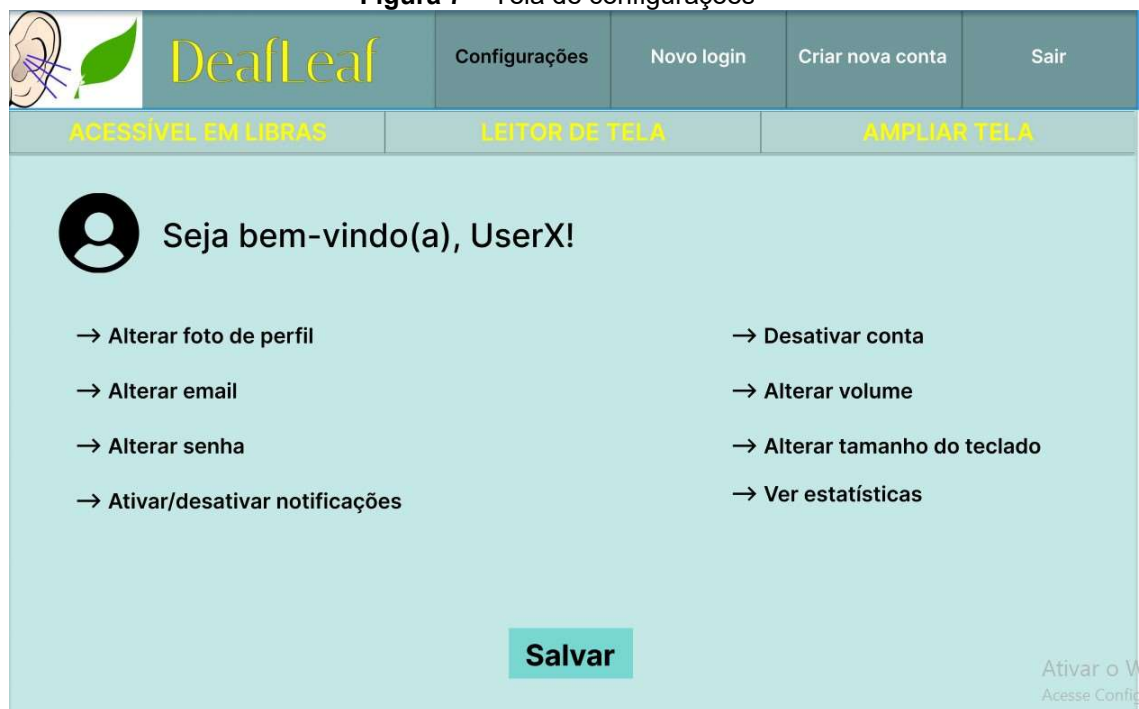 Figura 7 – Tela de configurações
DeafLeaf
Configurações
Novo login
Criar nova conta
Sair
ACESSÍVEL EM LIBRAS
LEITOR DE TELA
AMPLIAR TELA
Seja bem-vindo(a), UserX!
→ Alterar foto de perfil
→ Alterar email
→ Alterar senha
→ Ativar/desativar notificações
→ Desativar conta
→ Alterar volume
→ Alterar tamanho do teclado
→ Ver estatísticas
Salvar
Ativar o
Acesse